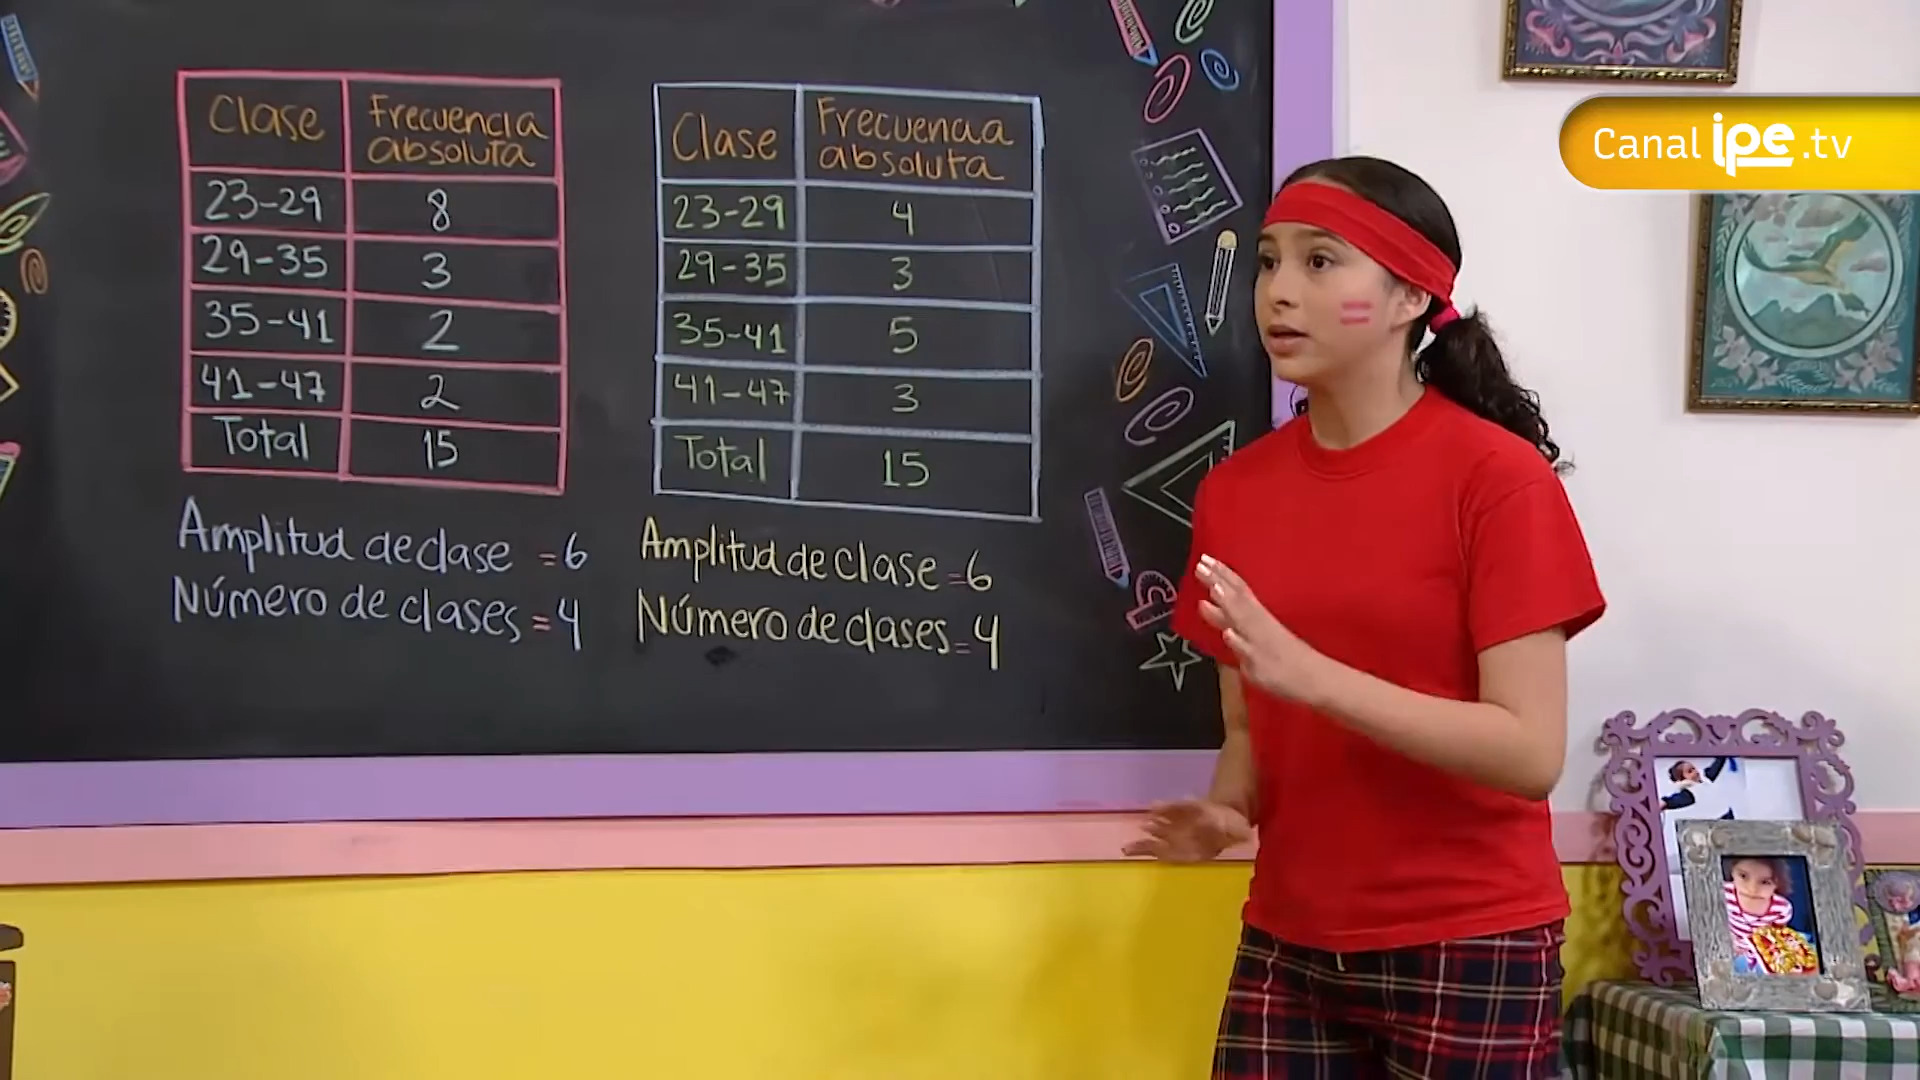 Clase Frecuencia absoluta
23-29 8
29-35 3
35-41 2
41-47 2
Total 15
Amplitud de clase = 6
Número de clases = 4
Clase Frecuencia absoluta
23-29 4
29-35 3
35-41 5
41-47 3
Total 15
Amplitud de clase = 6
Número de clases = 4
Canal ipe.tv